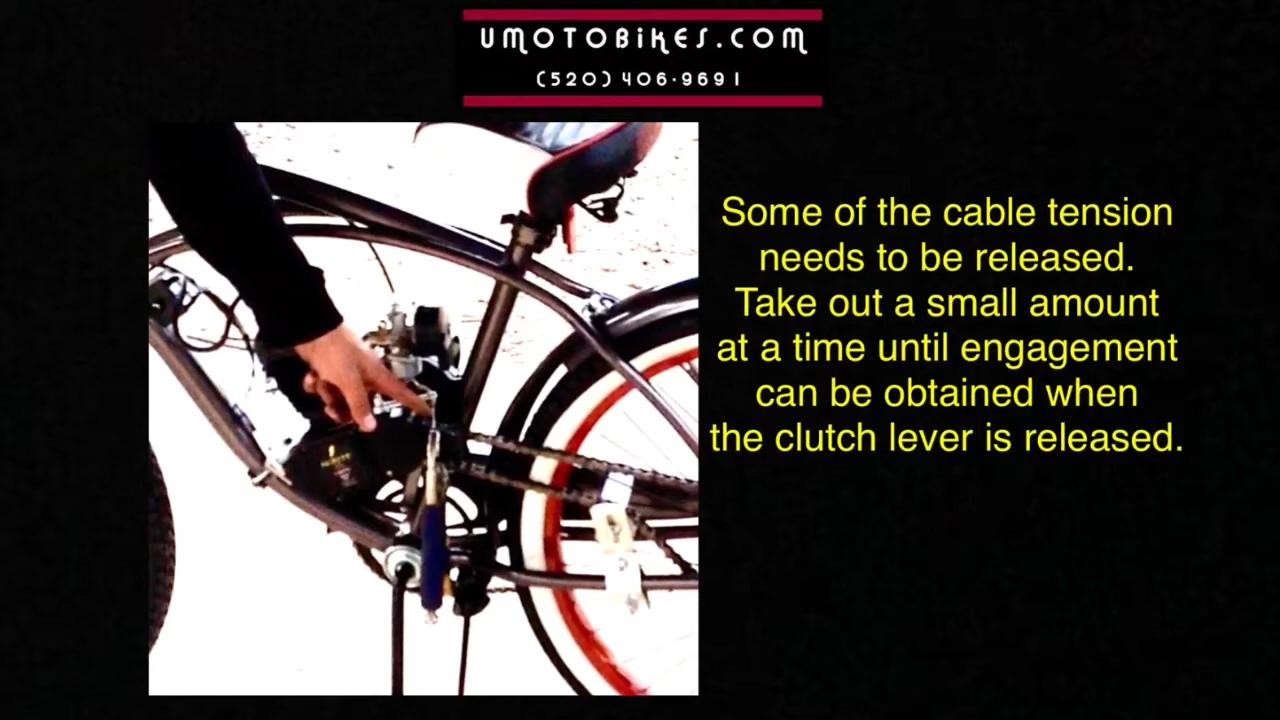 UMOTOBIKES.COM
(520) 406-9691
Some of the cable tension
needs to be released.
Take out a small amount
at a time until engagement
can be obtained when
the clutch lever is released.